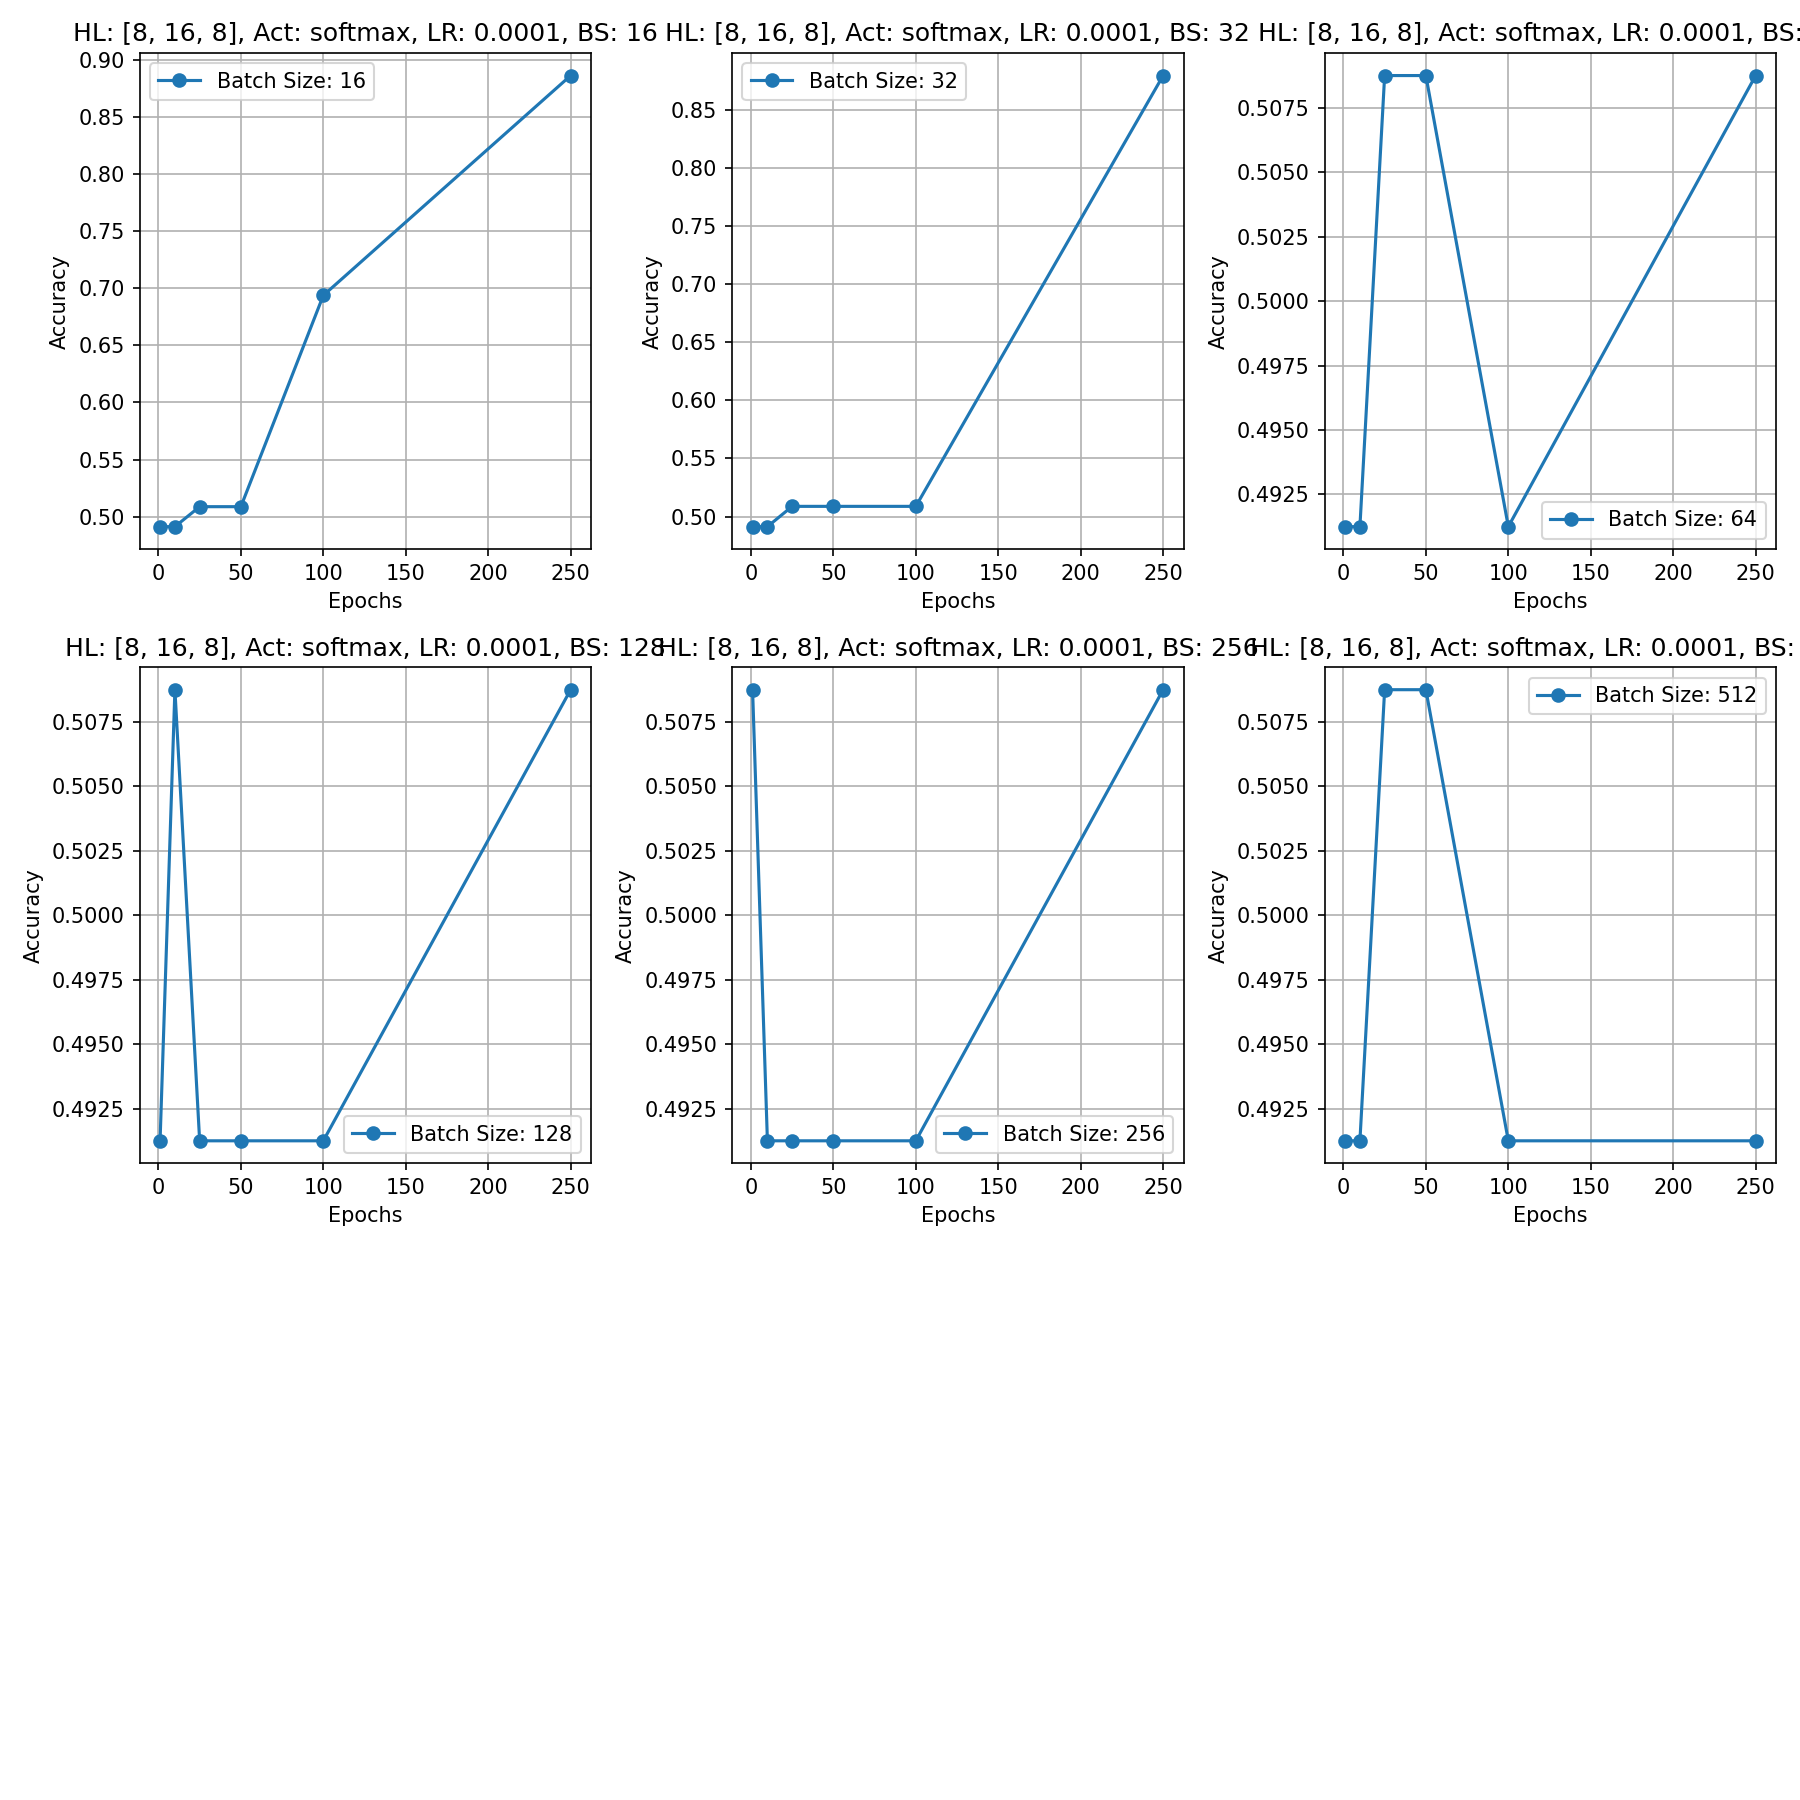 HL: [8, 16, 8], Act: softmax, LR: 0.0001, BS: 16
Batch Size: 16
Accuracy
0.90
0.85
0.80
0.75
0.70
0.65
0.60
0.55
0.50
0 50 100 150 200 250
Epochs
HL: [8, 16, 8], Act: softmax, LR: 0.0001, BS: 32
Batch Size: 32
Accuracy
0.85
0.80
0.75
0.70
0.65
0.60
0.55
0.50
0 50 100 150 200 250
Epochs
HL: [8, 16, 8], Act: softmax, LR: 0.0001, BS:
Accuracy
0.5075
0.5050
0.5025
0.5000
0.4975
0.4950
0.4925
Batch Size: 64
0 50 100 150 200 250
Epochs
HL: [8, 16, 8], Act: softmax, LR: 0.0001, BS: 128
Accuracy
0.5075
0.5050
0.5025
0.5000
0.4975
0.4950
0.4925
Batch Size: 128
0 50 100 150 200 250
Epochs
HL: [8, 16, 8], Act: softmax, LR: 0.0001, BS: 256
Accuracy
0.5075
0.5050
0.5025
0.5000
0.4975
0.4950
0.4925
Batch Size: 256
0 50 100 150 200 250
Epochs
HL: [8, 16, 8], Act: softmax, LR: 0.0001, BS:
Batch Size: 512
Accuracy
0.5075
0.5050
0.5025
0.5000
0.4975
0.4950
0.4925
0 50 100 150 200 250
Epochs